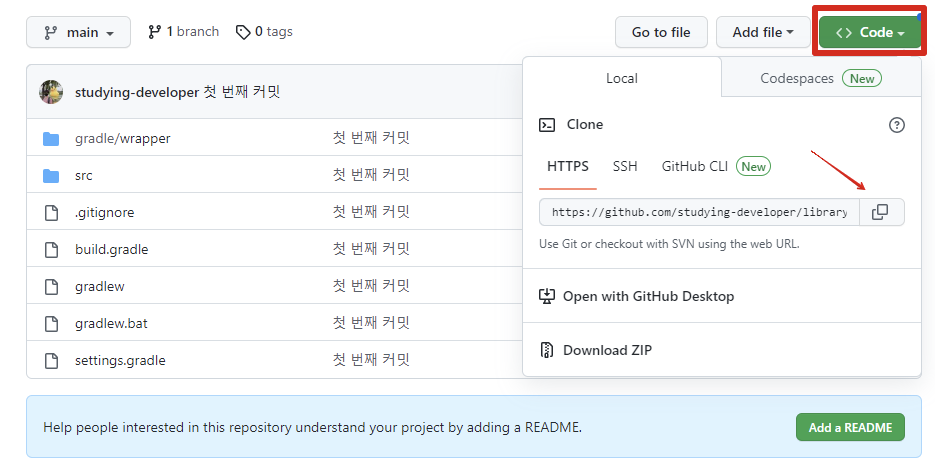 main 1 branch 0 tags Go to file Add file Code
Local Codespaces New
studying-developer 첫 번째 커밋
Clone
gradle/wrapper 첫 번째 커밋
HTTPS SSH GitHub CLI New
src 첫 번째 커밋
.gitignore
https://github.com/studying-developer/library
build.gradle 첫 번째 커밋
Use Git or checkout with SVN using the web URL.
gradlew 첫 번째 커밋
Open with GitHub Desktop
gradlew.bat 첫 번째 커밋
Download ZIP
settings.gradle 첫 번째 커밋
Help people interested in this repository understand your project by adding a README. Add a README